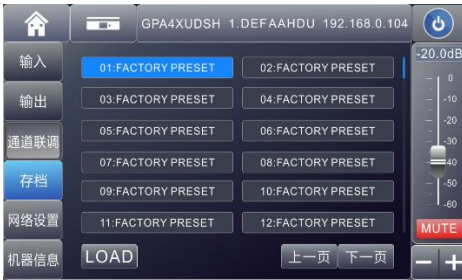 GPA4XUDSH 1.DEFAAHDU 192.168.0.104
-20.0dB
输入
输出
通道联调
存档
网络设置
机器信息
01:FACTORY PRESET 02:FACTORY PRESET
03:FACTORY PRESET 04:FACTORY PRESET
05:FACTORY PRESET 06:FACTORY PRESET
07:FACTORY PRESET 08:FACTORY PRESET
09:FACTORY PRESET 10:FACTORY PRESET
11:FACTORY PRESET 12:FACTORY PRESET
LOAD 上一页 下一页
0
-10
-20
-30
-40
-50
-60
MUTE
- +